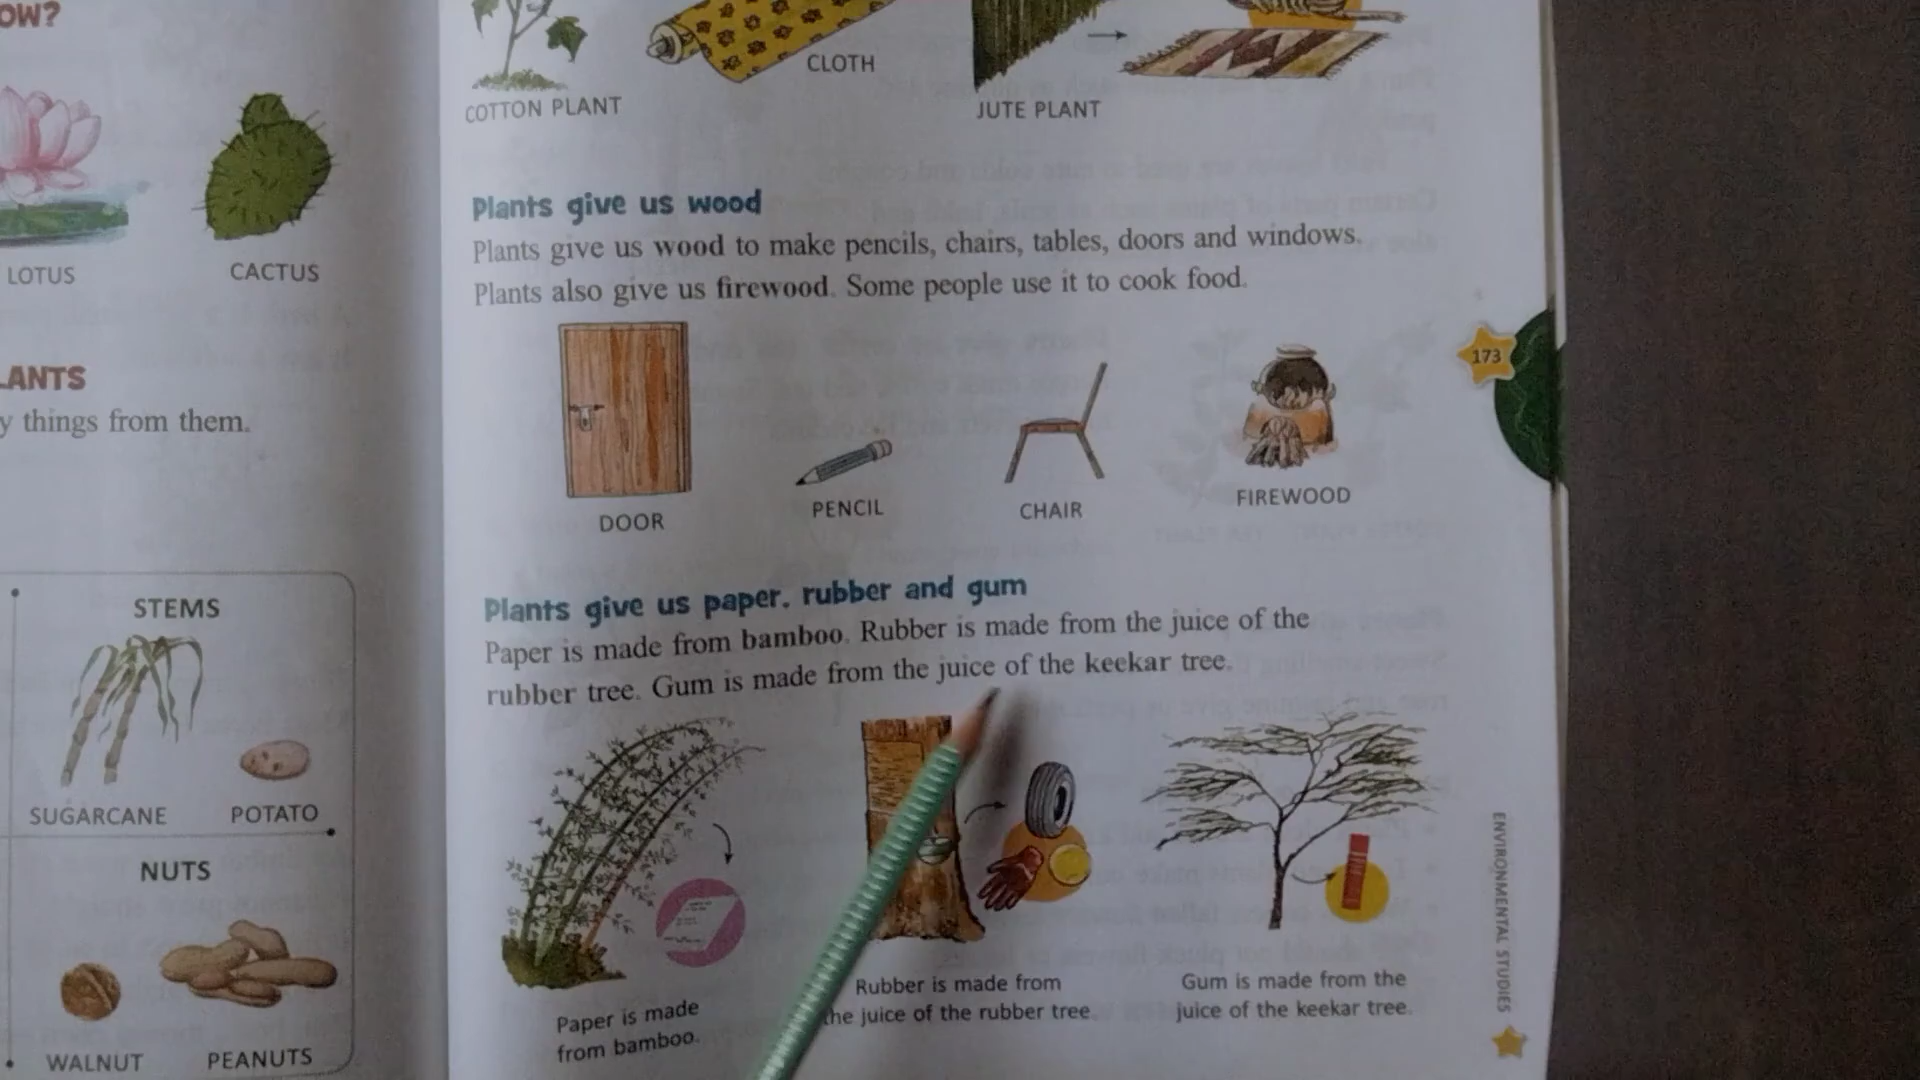 OW?
LOTUS
CACTUS
LANTS
y things from them.
STEMS
SUGARCANE
POTATO
NUTS
WALNUT
PEANUTS
COTTON PLANT
CLOTH
JUTE PLANT
Plants give us wood
Plants give us wood to make pencils, chairs, tables, doors and windows.
Plants also give us firewood. Some people use it to cook food.
DOOR
PENCIL
CHAIR
FIREWOOD
173
Plants give us paper, rubber and gum
Paper is made from bamboo. Rubber is made from the juice of the
rubber tree. Gum is made from the juice of the keekar tree.
Paper is made
from bamboo.
Rubber is made from
the juice of the rubber tree.
Gum is made from the
juice of the keekar tree.
ENVIRONMENTAL STUDIES